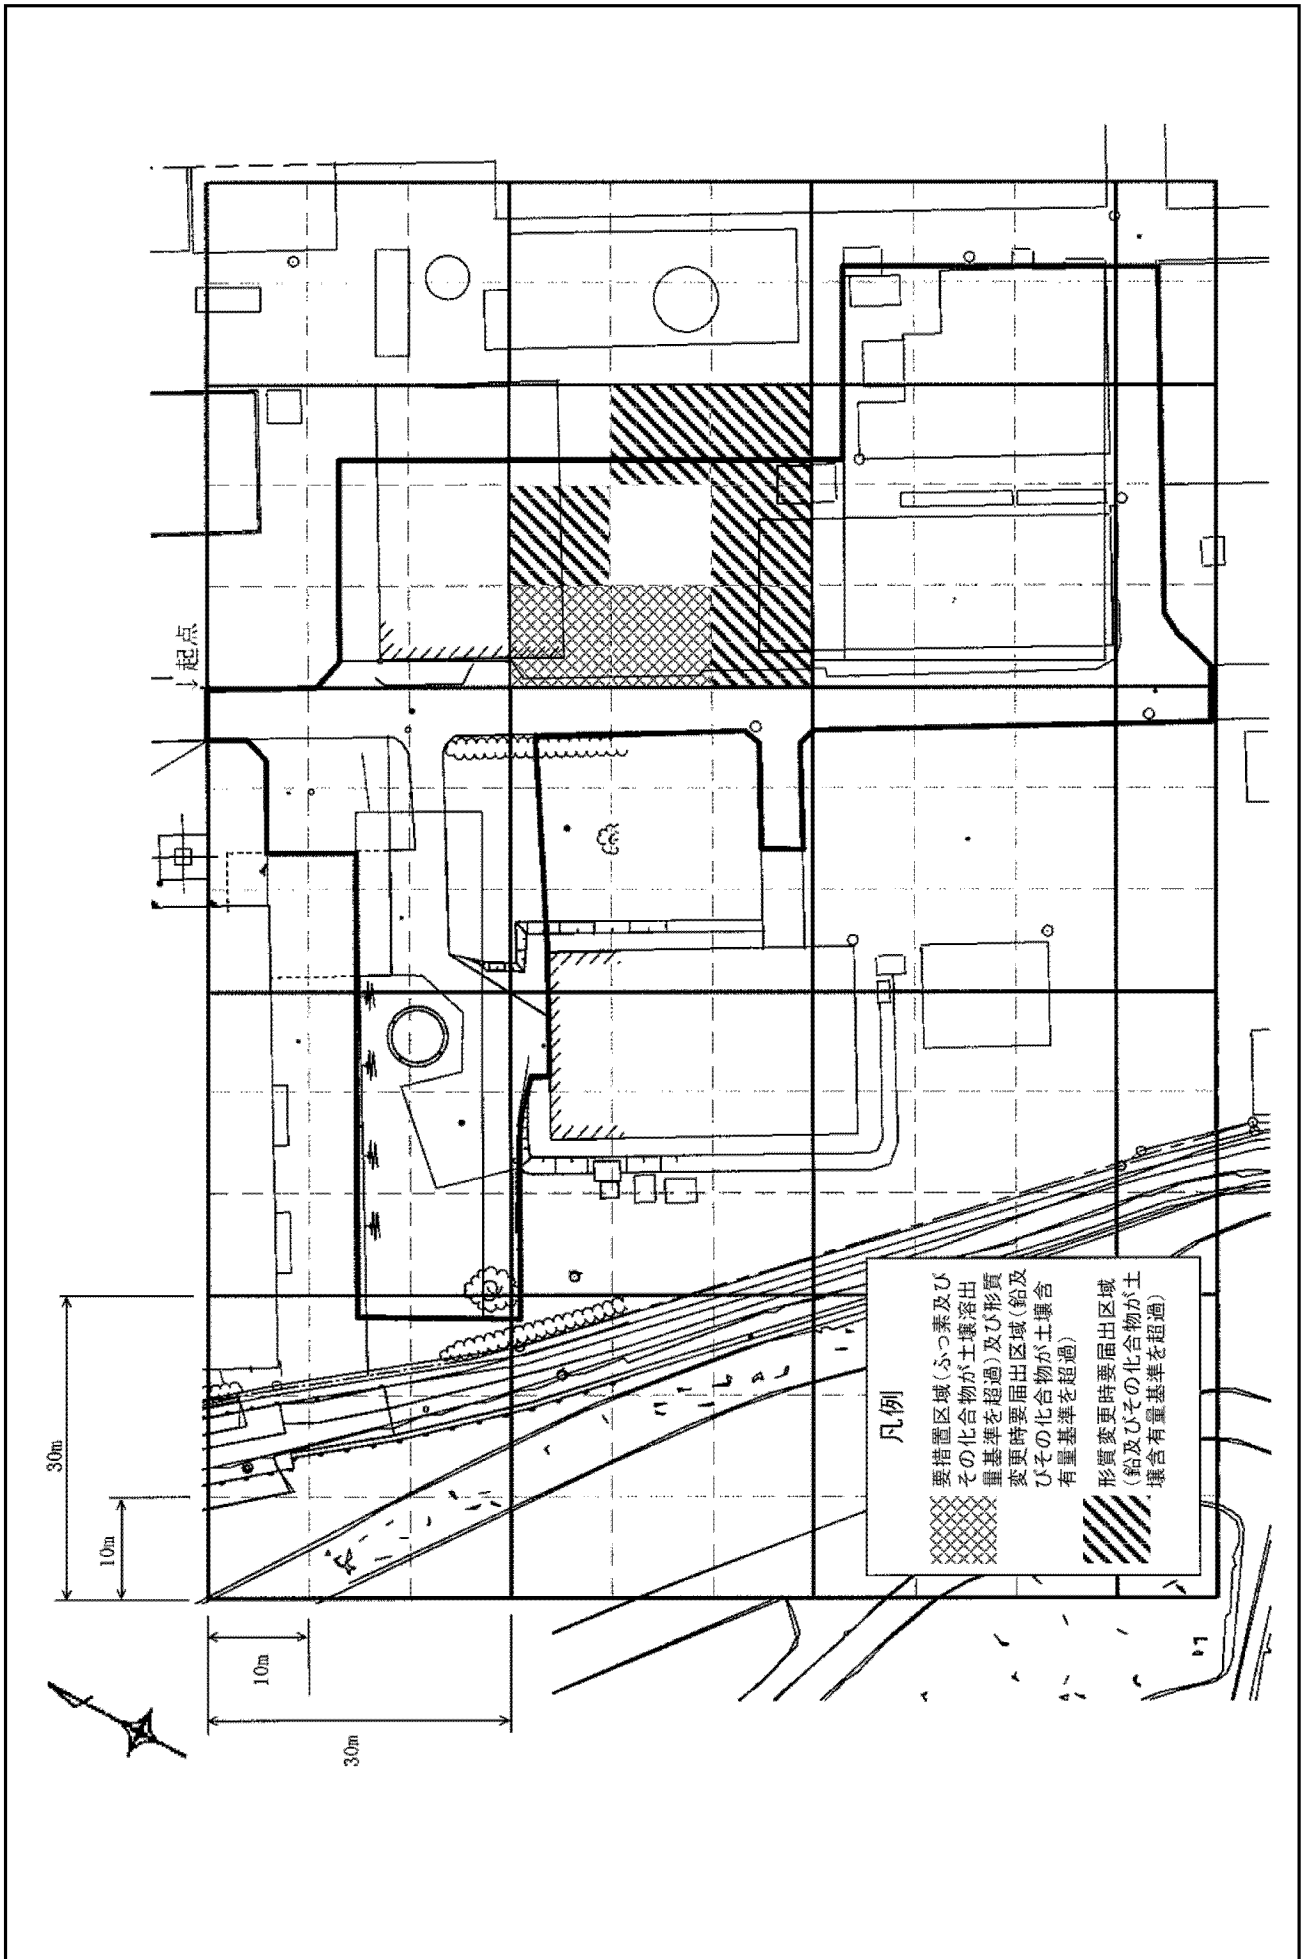 起点
30m
10m
10m
30m
凡例
要措置区域(ふっ素及び
その化合物が土壌溶出
量基準を超過)及び形質
変更時要届出区域(鉛及
びその化合物が土壌含
有量基準を超過)
形質変更時要届出区域
(鉛及びその化合物が土
壌含有量基準を超過)